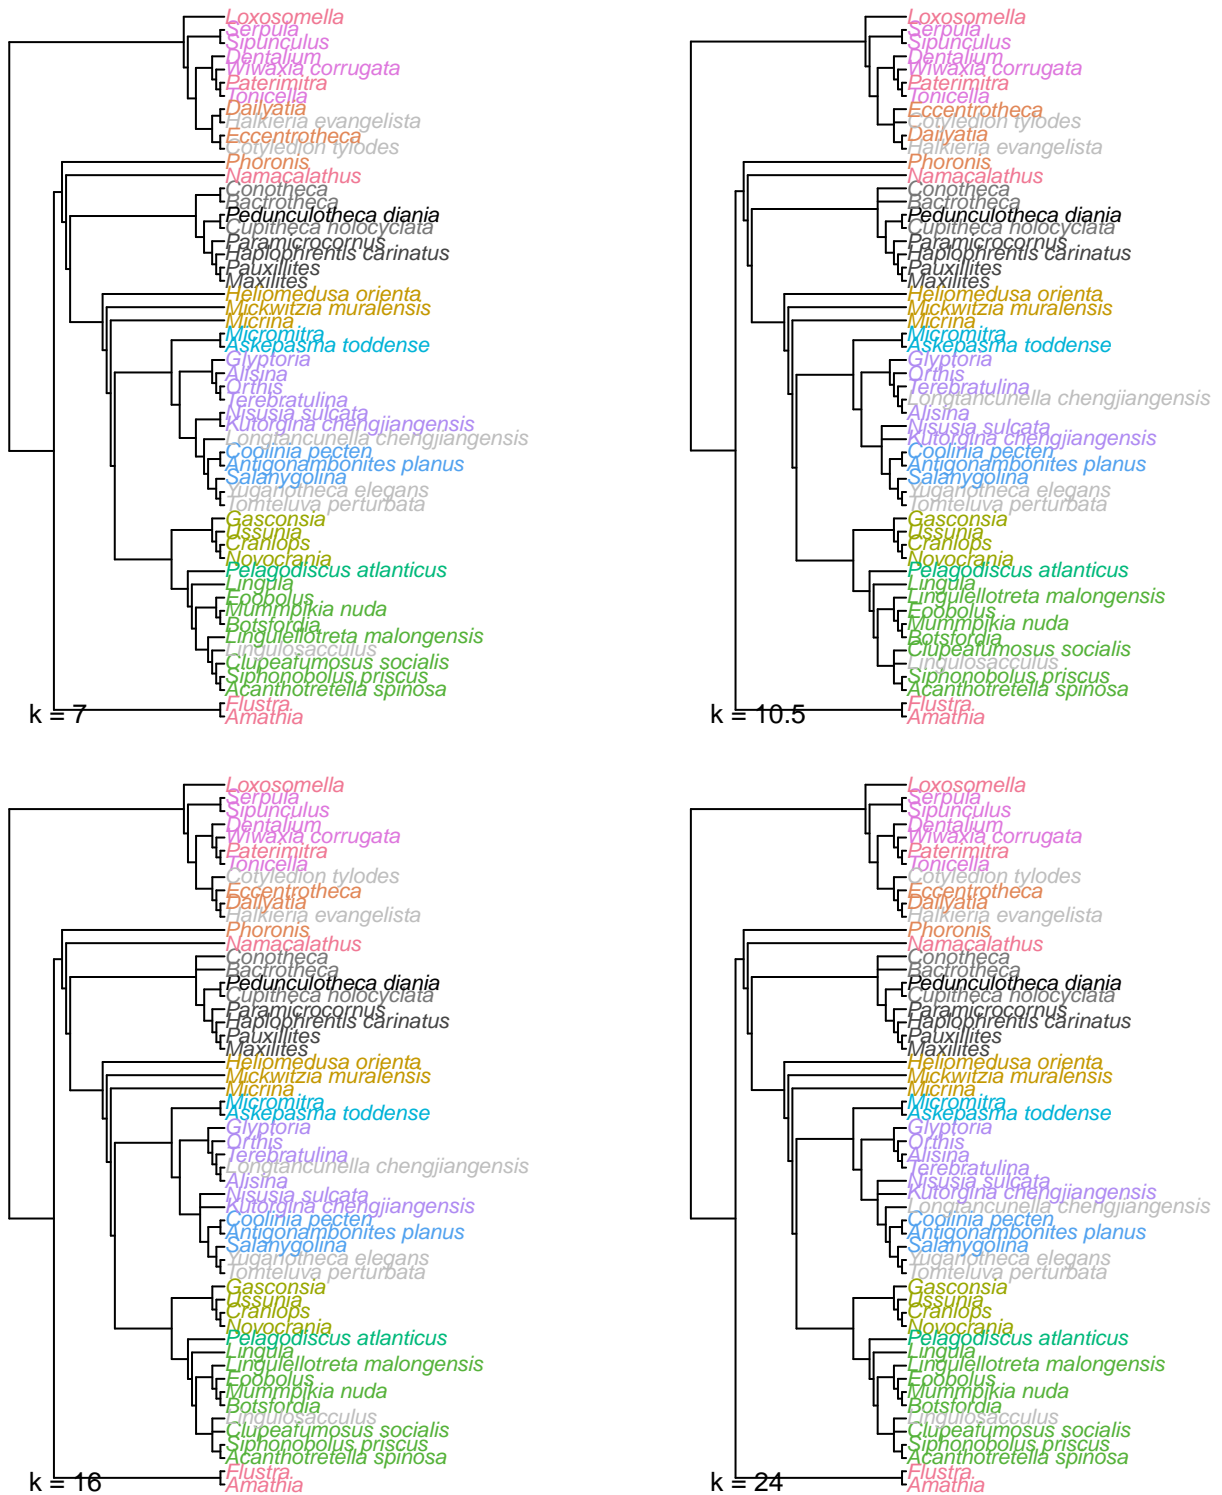 Loxosomella
Serpula
Sipunculus
Dentalium
Wiwaxia corrugata
Paterimitra
Tonicella
Dailyatia
Halkieria evangelista
Eccentrotheca
Cotyledion tylodes
Phoronis
Namacalathus
Conotheca
Bactrotheca
Pedunculotheca diania
Cupitheca holocyclata
Paramicrocornus
Haplophrentis carinatus
Pauxillites
Maxilites
Heliomedusa orienta
Mickwitzia muralensis
Micrina
Micromitra
Askepasma toddense
Glyptoria
Alisina
Orthis
Terebratulina
Nisusia sulcata
Kutorgina chengjiangensis
Longtancunella chengjiangensis
Coolinia pecten
Antigonambonites planus
Salanygolina
Yuganotheca elegans
Tomteluva perturbata
Gasconsia
Ussunia
Craniops
Novocrania
Pelagodiscus atlanticus
Lingula
Eoobolus
Mummpikia nuda
Botsfordia
Lingulellotreta malongensis
Lingulosacculus
Clupeafumosus socialis
Siphonobolus priscus
Acanthotretella spinosa
Flustra
Amathia
k = 7
Loxosomella
Serpula
Sipunculus
Dentalium
Wiwaxia corrugata
Paterimitra
Tonicella
Eccentrotheca
Cotyledion tylodes
Dailyatia
Halkieria evangelista
Phoronis
Namacalathus
Conotheca
Bactrotheca
Pedunculotheca diania
Cupitheca holocyclata
Paramicrocornus
Haplophrentis carinatus
Pauxillites
Maxilites
Heliomedusa orienta
Mickwitzia muralensis
Micrina
Micromitra
Askepasma toddense
Glyptoria
Orthis
Terebratulina
Longtancunella chengjiangensis
Alisina
Nisusia sulcata
Kutorgina chengjiangensis
Coolinia pecten
Antigonambonites planus
Salanygolina
Yuganotheca elegans
Tomteluva perturbata
Gasconsia
Ussunia
Craniops
Novocrania
Pelagodiscus atlanticus
Lingula
Lingulellotreta malongensis
Eoobolus
Mummpikia nuda
Botsfordia
Clupeafumosus socialis
Lingulosacculus
Siphonobolus priscus
Acanthotretella spinosa
Flustra
Amathia
k = 10.5
Loxosomella
Serpula
Sipunculus
Dentalium
Wiwaxia corrugata
Paterimitra
Tonicella
Cotyledion tylodes
Eccentrotheca
Dailyatia
Halkieria evangelista
Phoronis
Namacalathus
Conotheca
Bactrotheca
Pedunculotheca diania
Cupitheca holocyclata
Paramicrocornus
Haplophrentis carinatus
Pauxillites
Maxilites
Heliomedusa orienta
Mickwitzia muralensis
Micrina
Micromitra
Askepasma toddense
Glyptoria
Orthis
Terebratulina
Longtancunella chengjiangensis
Alisina
Nisusia sulcata
Kutorgina chengjiangensis
Coolinia pecten
Antigonambonites planus
Salanygolina
Yuganotheca elegans
Tomteluva perturbata
Gasconsia
Ussunia
Craniops
Novocrania
Pelagodiscus atlanticus
Lingula
Lingulellotreta malongensis
Eoobolus
Mummpikia nuda
Botsfordia
Lingulosacculus
Clupeafumosus socialis
Siphonobolus priscus
Acanthotretella spinosa
Flustra
Amathia
k = 16
Loxosomella
Serpula
Sipunculus
Dentalium
Wiwaxia corrugata
Paterimitra
Tonicella
Cotyledion tylodes
Eccentrotheca
Dailyatia
Halkieria evangelista
Phoronis
Namacalathus
Conotheca
Bactrotheca
Pedunculotheca diania
Cupitheca holocyclata
Paramicrocornus
Haplophrentis carinatus
Pauxillites
Maxilites
Heliomedusa orienta
Mickwitzia muralensis
Micrina
Micromitra
Askepasma toddense
Glyptoria
Orthis
Alisina
Terebratulina
Nisusia sulcata
Kutorgina chengjiangensis
Longtancunella chengjiangensis
Coolinia pecten
Antigonambonites planus
Salanygolina
Yuganotheca elegans
Tomteluva perturbata
Gasconsia
Ussunia
Craniops
Novocrania
Pelagodiscus atlanticus
Lingula
Lingulellotreta malongensis
Eoobolus
Mummpikia nuda
Botsfordia
Lingulosacculus
Clupeafumosus socialis
Siphonobolus priscus
Acanthotretella spinosa
Flustra
Amathia
k = 24